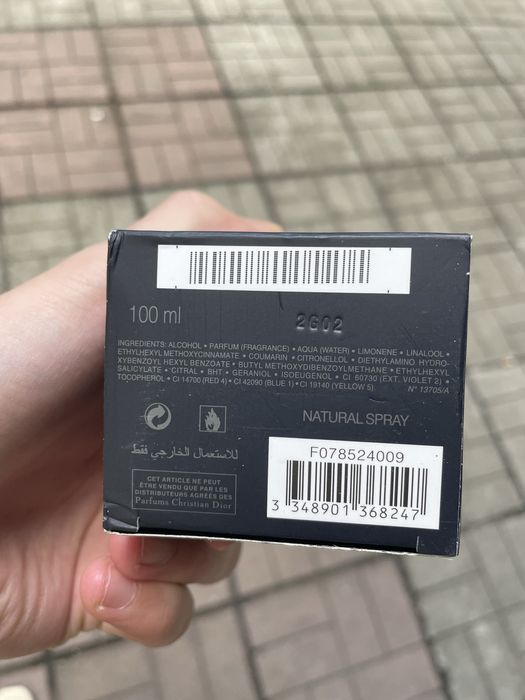 100 ml
2G02
INGREDIENTS: ALCOHOL • PARFUM (FRAGRANCE) • AQUA (WATER) • LIMONENE • LINALOOL •
ETHYLHEXYL METHOXYCINNAMATE • COUMARIN • CITRONELLOL • DIETHYLAMINO HYDRO-
XYBENZOYL HEXYL BENZOATE • BUTYL METHOXYDIBENZOYLMETHANE • ETHYLHEXYL
SALICYLATE • CITRAL • BHT • GERANIOL • ISOEUGENOL • CI 60730 (EXT. VIOLET 2) •
TOCOPHEROL • CI 14700 (RED 4) • CI 42090 (BLUE 1) • CI 19140 (YELLOW 5). N° 13705/A
NATURAL SPRAY
للاستعمال الخارجي فقط
CET ARTICLE NE PEUT
ÊTRE VENDU QUE PAR LES
DISTRIBUTEURS AGRÉÉS DES
Parfums Christian Dior
F078524009
3 348901 368247